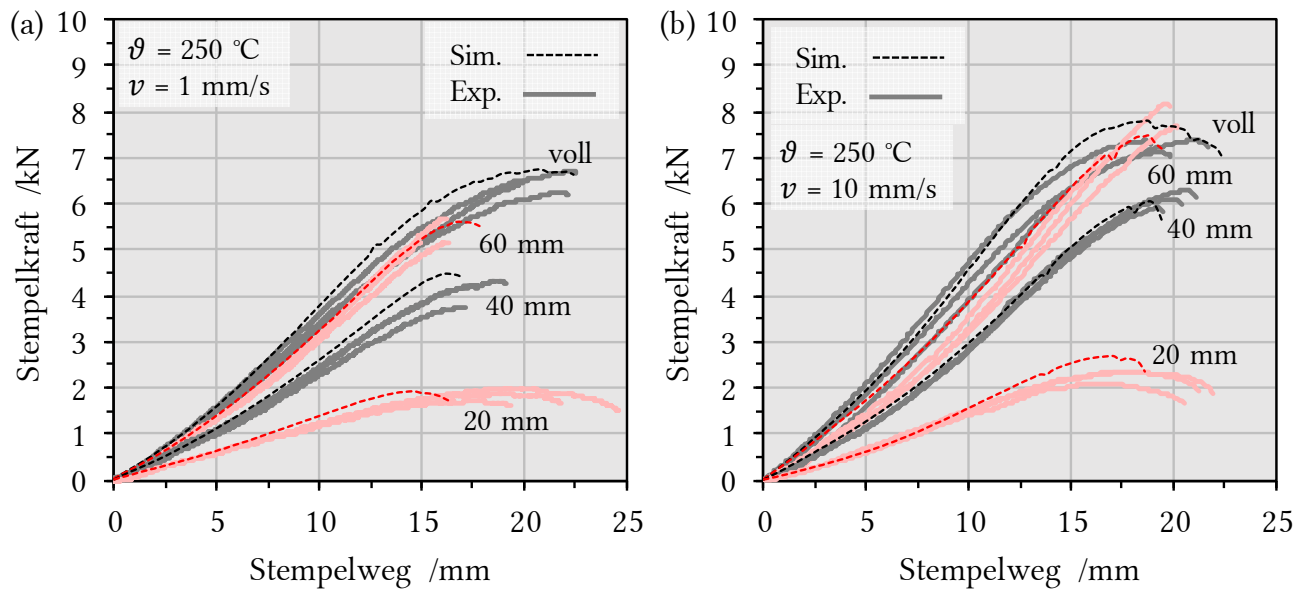 (a)
ϑ = 250 °C
v = 1 mm/s
Sim.
Exp.
voll
60 mm
40 mm
20 mm
10
9
8
7
6
5
4
3
2
1
0
0 5 10 15 20 25
Stempelkraft /kN
Stempelweg /mm
(b)
Sim.
Exp.
ϑ = 250 °C
v = 10 mm/s
voll
60 mm
40 mm
20 mm
10
9
8
7
6
5
4
3
2
1
0
0 5 10 15 20 25
Stempelkraft /kN
Stempelweg /mm